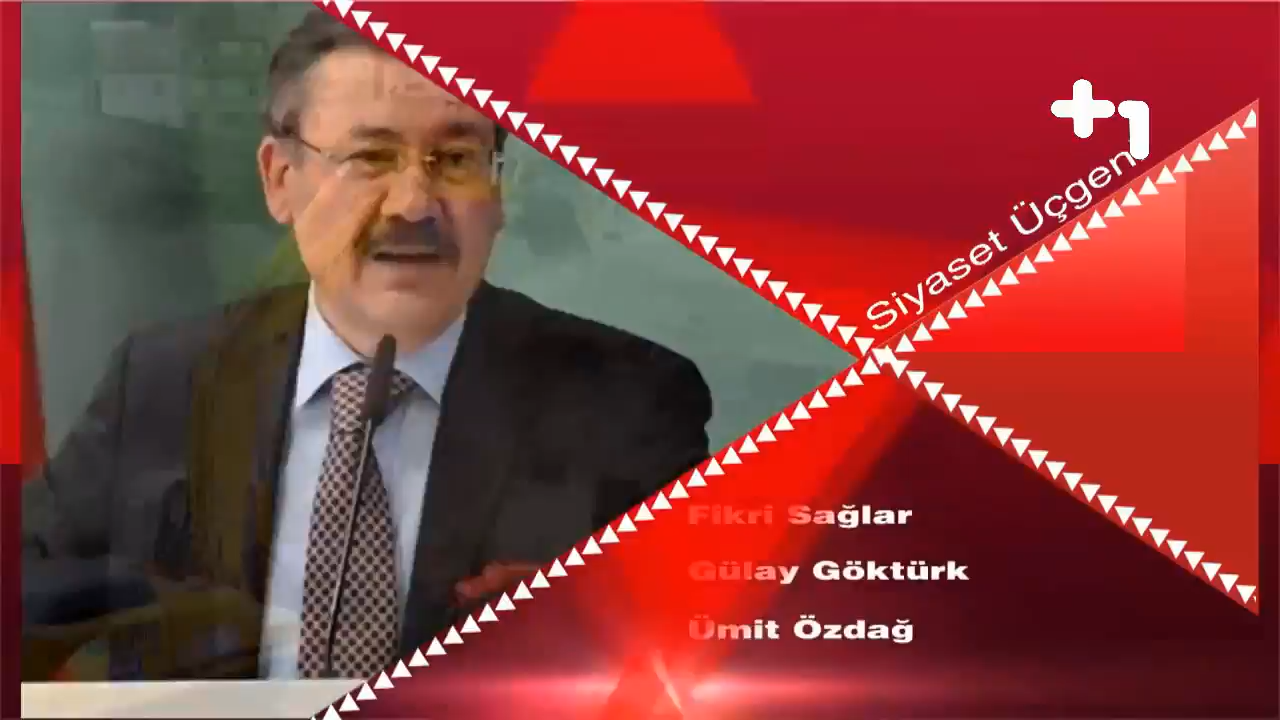 +1
Siyaset Üçgeni
Fikri Sağlar
Gülay Göktürk
Ümit Özdağ